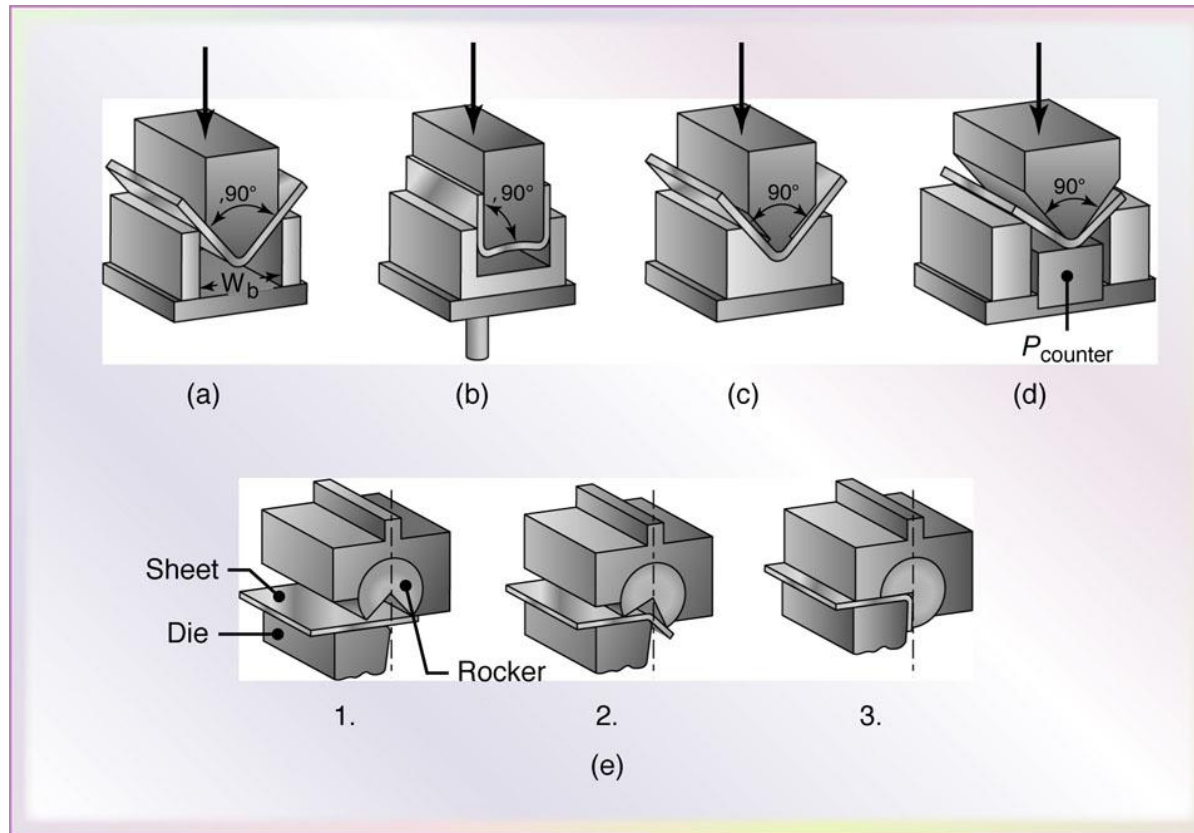 ,90°
W_b
(a)
, 90°
(b)
90°
(c)
90°
P_counter
(d)
Sheet
Die
Rocker
1.
2.
3.
(e)